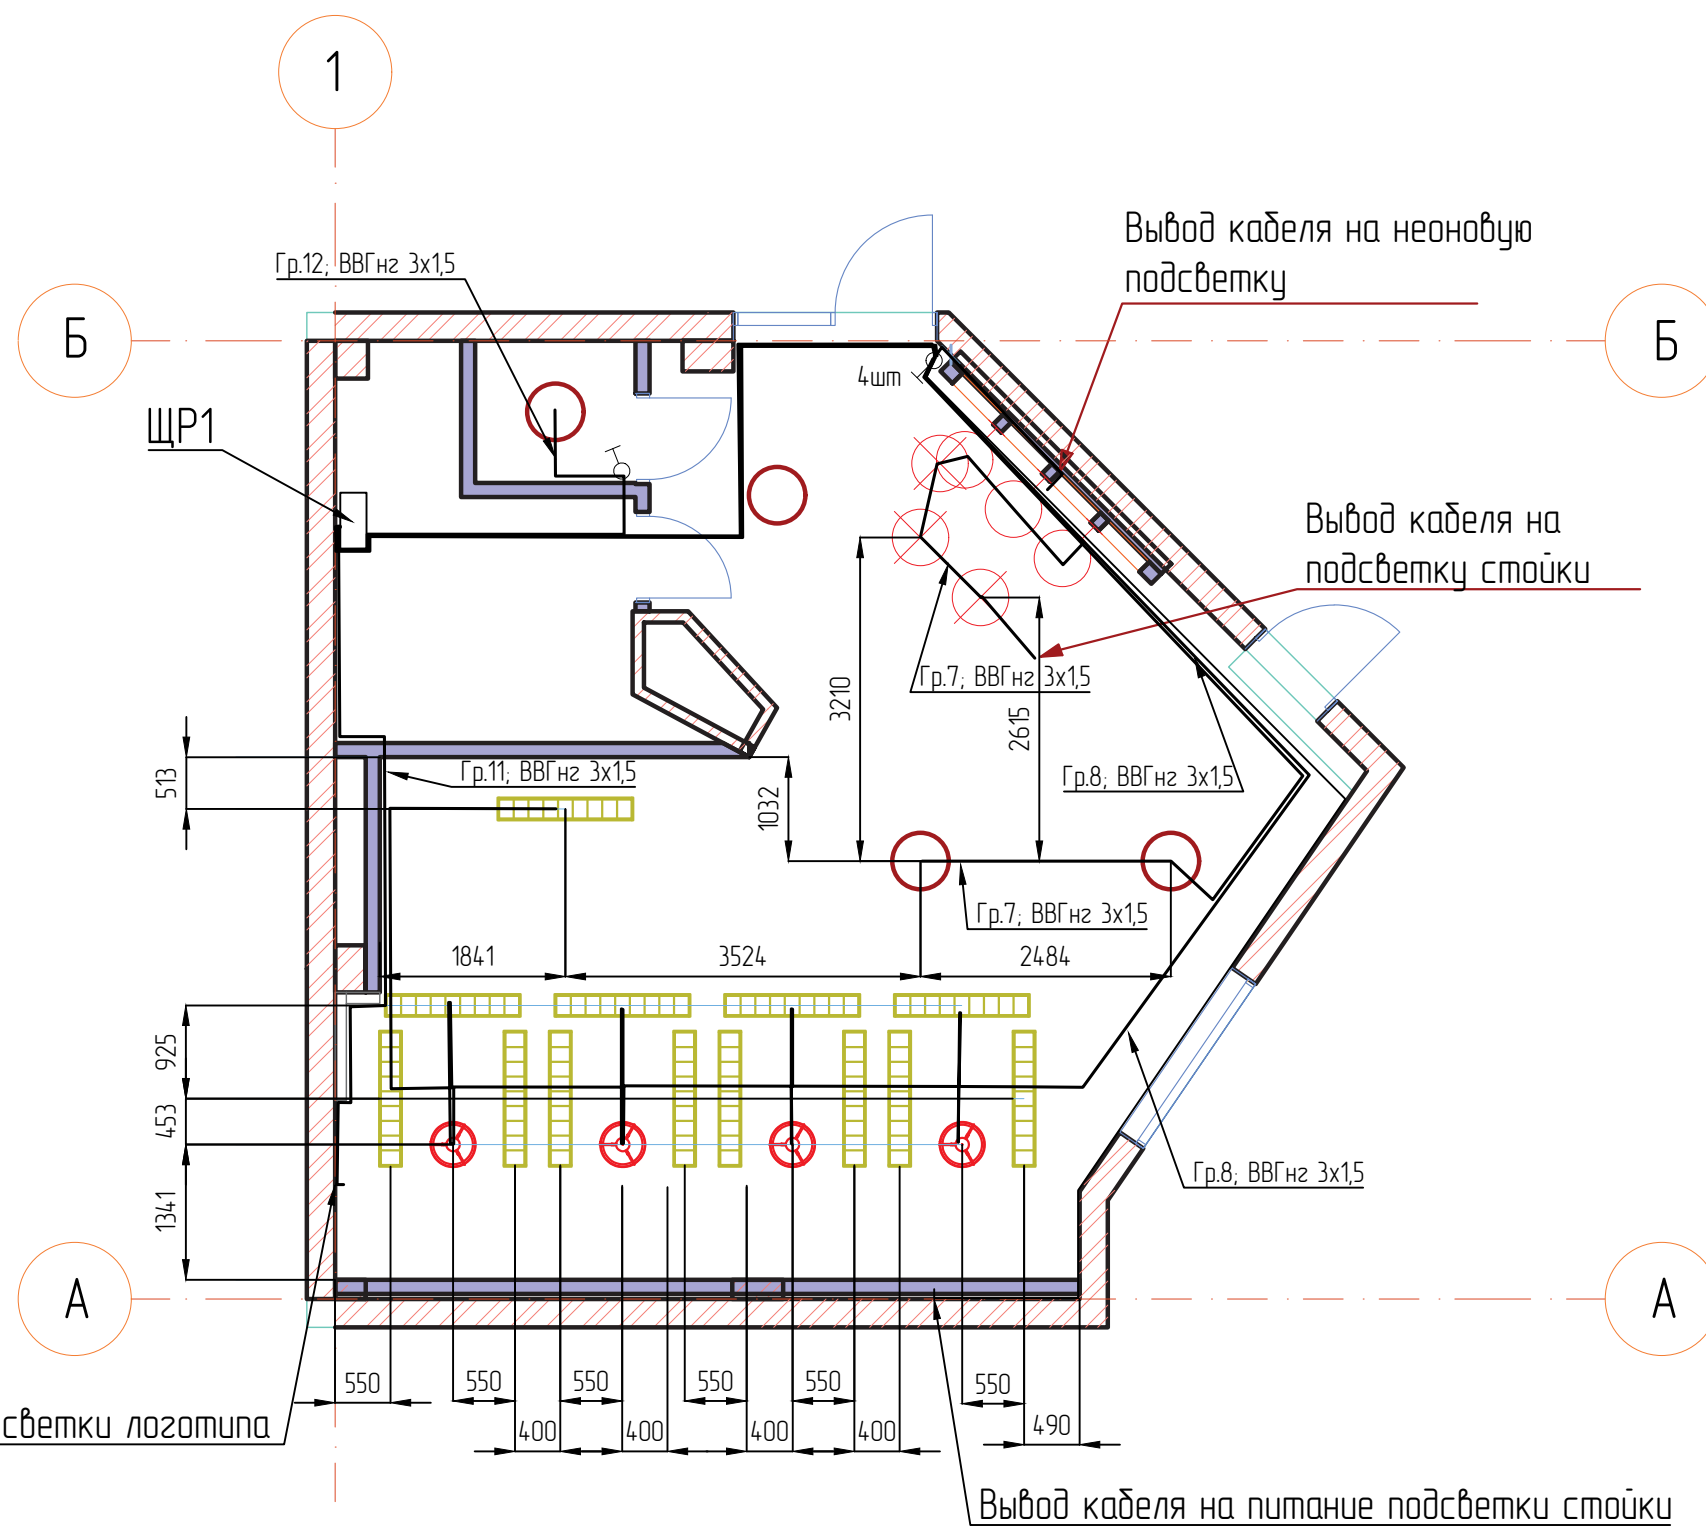 1
Вывод кабеля на неоновую
подсветку
Гр.12; ВВГнг 3х1,5
Б
Б
4шт
ЩР1
Вывод кабеля на
подсветку стойки
Гр.7; ВВГнг 3х1,5
3210
2615
Гр.11; ВВГнг 3х1,5
Гр.8; ВВГнг 3х1,5
513
1032
Гр.7; ВВГнг 3х1,5
1841
3524
2484
925
453
1341
Гр.8; ВВГнг 3х1,5
А
А
550
550
550
550
550
550
400
400
400
400
490
светки логотипа
Вывод кабеля на питание подсветки стойки